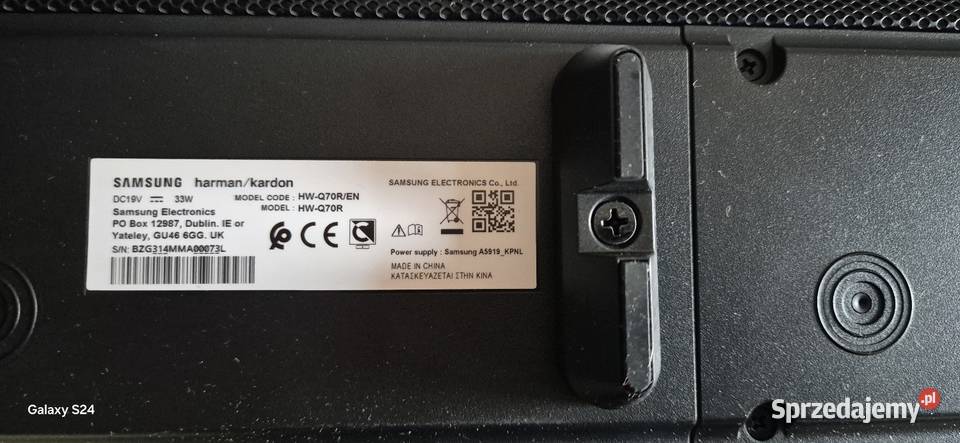 SAMSUNG harman/kardon
DC19V 33W
Samsung Electronics
PO Box 12987, Dublin. IE or
Yateley, GU46 6GG. UK
S/N: BZG314MMA00073L
MODEL CODE : HW-Q70R/EN
MODEL : HW-Q70R
CE
SAMSUNG ELECTRONICS Co., Ltd.
Power supply : Samsung A5919_KPNL
MADE IN CHINA
ΚΑΤΑΣΚΕΥΑΖΕΤΑΙ ΣΤΗΝ ΚΙΝΑ
Galaxy S24
Sprzedajemy.pl